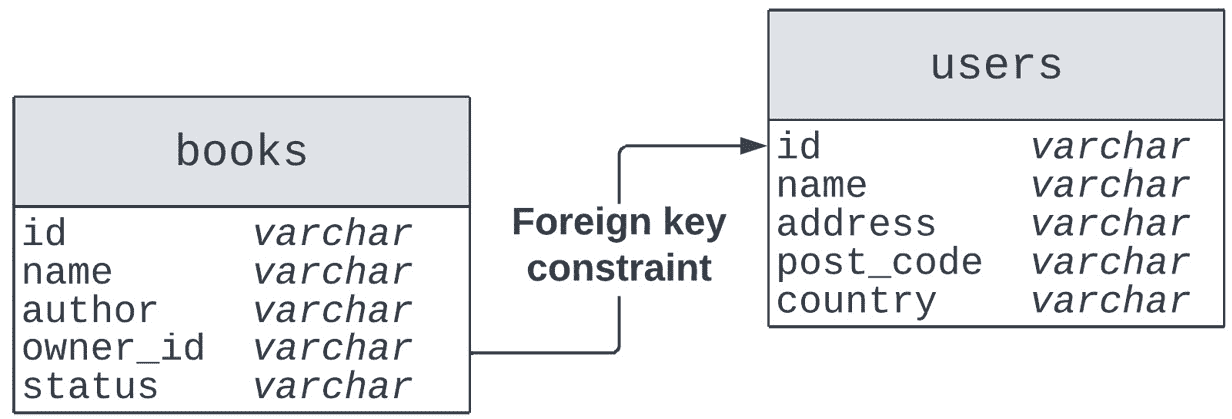 books
id varchar
name varchar
author varchar
owner_id varchar
status varchar
Foreign key
constraint
users
id varchar
name varchar
address varchar
post_code varchar
country varchar